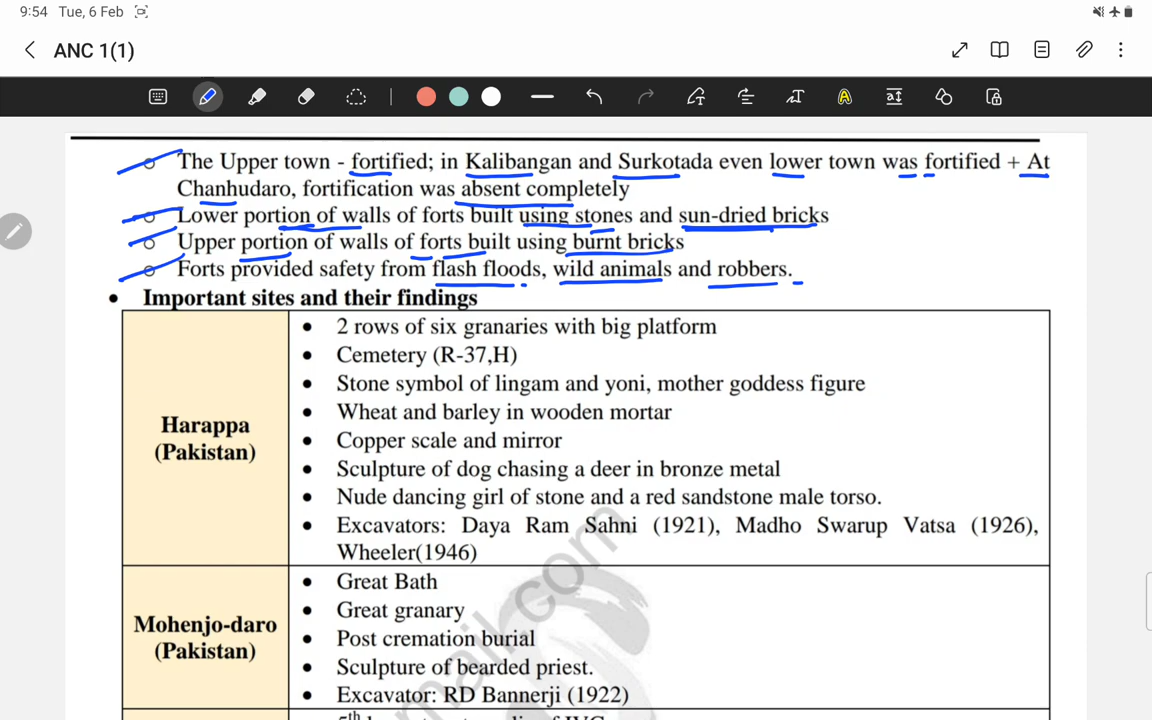 9:54 Tue, 6 Feb
ANC 1(1)
The Upper town - fortified; in Kalibangan and Surkotada even lower town was fortified + At
Chanhudaro, fortification was absent completely
Lower portion of walls of forts built using stones and sun-dried bricks
Upper portion of walls of forts built using burnt bricks
Forts provided safety from flash floods, wild animals and robbers.
Important sites and their findings
Harappa
(Pakistan)
2 rows of six granaries with big platform
Cemetery (R-37,H)
Stone symbol of lingam and yoni, mother goddess figure
Wheat and barley in wooden mortar
Copper scale and mirror
Sculpture of dog chasing a deer in bronze metal
Nude dancing girl of stone and a red sandstone male torso.
Excavators: Daya Ram Sahni (1921), Madho Swarup Vatsa (1926),
Wheeler(1946)
Mohenjo-daro
(Pakistan)
Great Bath
Great granary
Post cremation burial
Sculpture of bearded priest.
Excavator: RD Bannerji (1922)